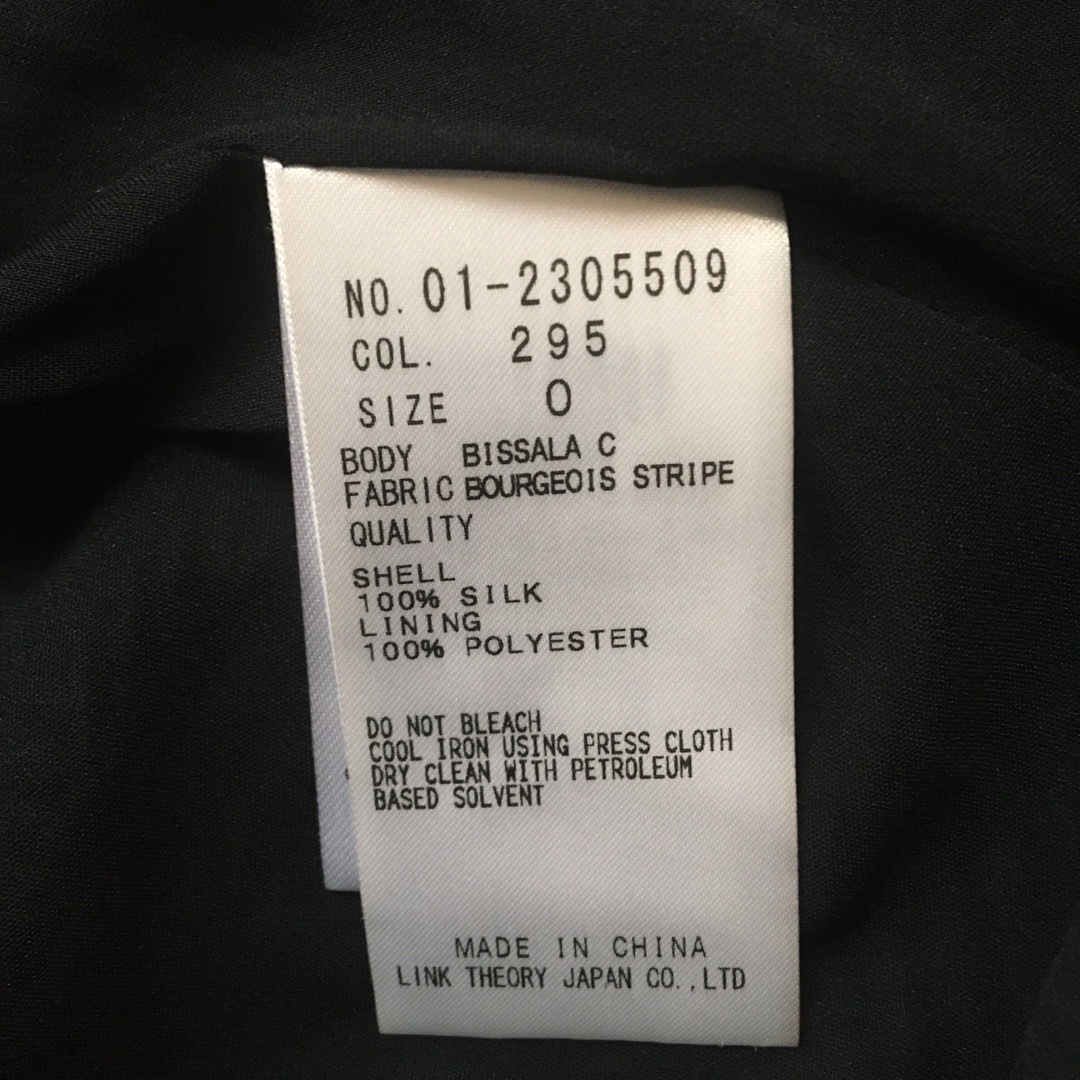 NO. 01-2305509
COL. 295
SIZE 0
BODY BISSALA C
FABRIC BOURGEOIS STRIPE
QUALITY
SHELL
100% SILK
LINING
100% POLYESTER
DO NOT BLEACH
COOL IRON USING PRESS CLOTH
DRY CLEAN WITH PETROLEUM
BASED SOLVENT
MADE IN CHINA
LINK THEORY JAPAN CO.,LTD